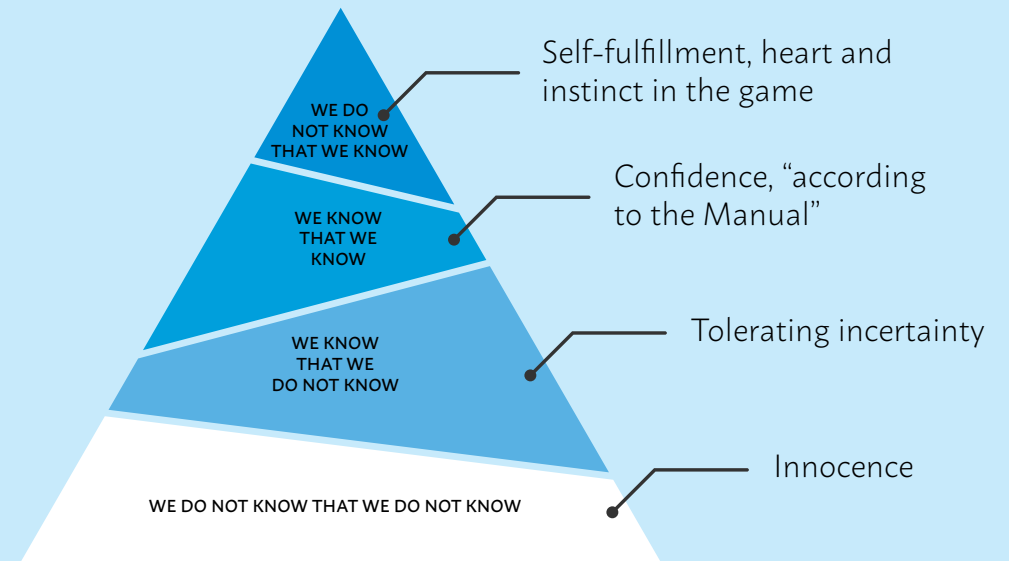 Self-fulfillment, heart and
instinct in the game
WE DO
NOT KNOW
THAT WE KNOW
Confidence, “according
to the Manual”
WE KNOW
THAT WE
KNOW
Tolerating incertainty
WE KNOW
THAT WE
DO NOT KNOW
Innocence
WE DO NOT KNOW THAT WE DO NOT KNOW